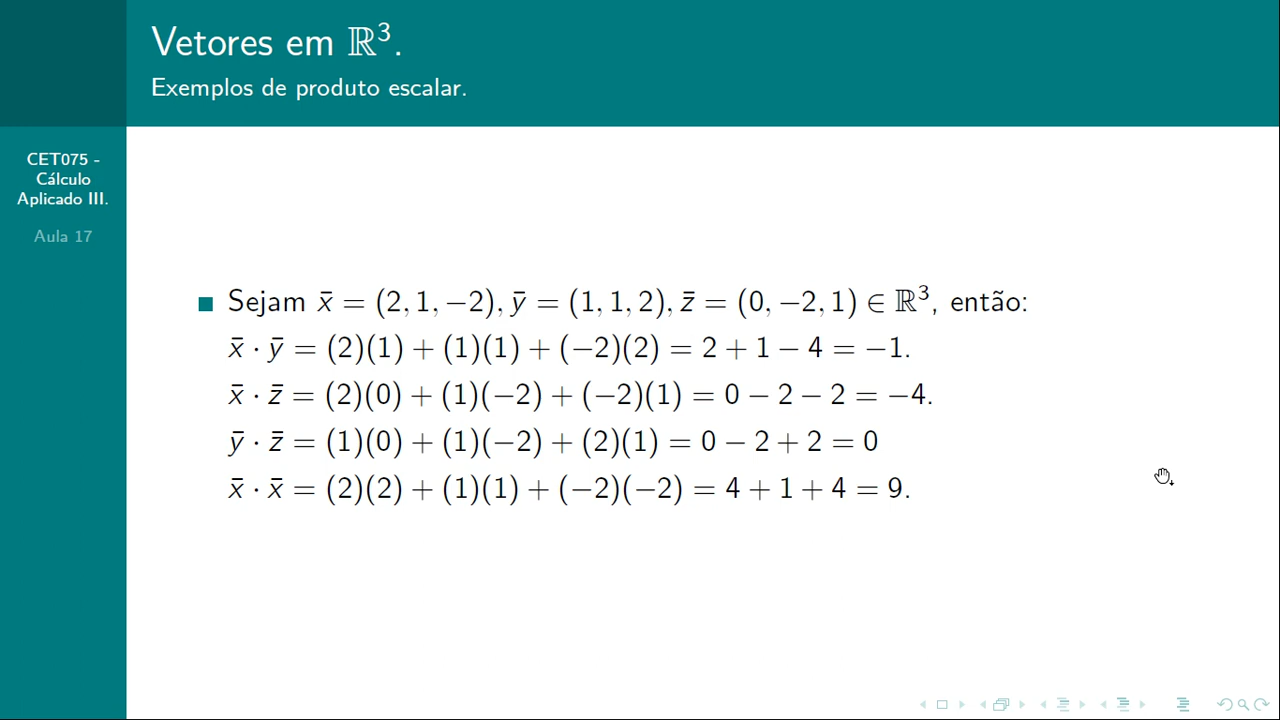 Vetores em ℝ³.
Exemplos de produto escalar.
CET075 -
Cálculo
Aplicado III.
Aula 17
Sejam x̄ = (2, 1, −2), ȳ = (1, 1, 2), z̄ = (0, −2, 1) ∈ ℝ³, então:
x̄ · ȳ = (2)(1) + (1)(1) + (−2)(2) = 2 + 1 − 4 = −1.
x̄ · z̄ = (2)(0) + (1)(−2) + (−2)(1) = 0 − 2 − 2 = −4.
ȳ · z̄ = (1)(0) + (1)(−2) + (2)(1) = 0 − 2 + 2 = 0
x̄ · x̄ = (2)(2) + (1)(1) + (−2)(−2) = 4 + 1 + 4 = 9.